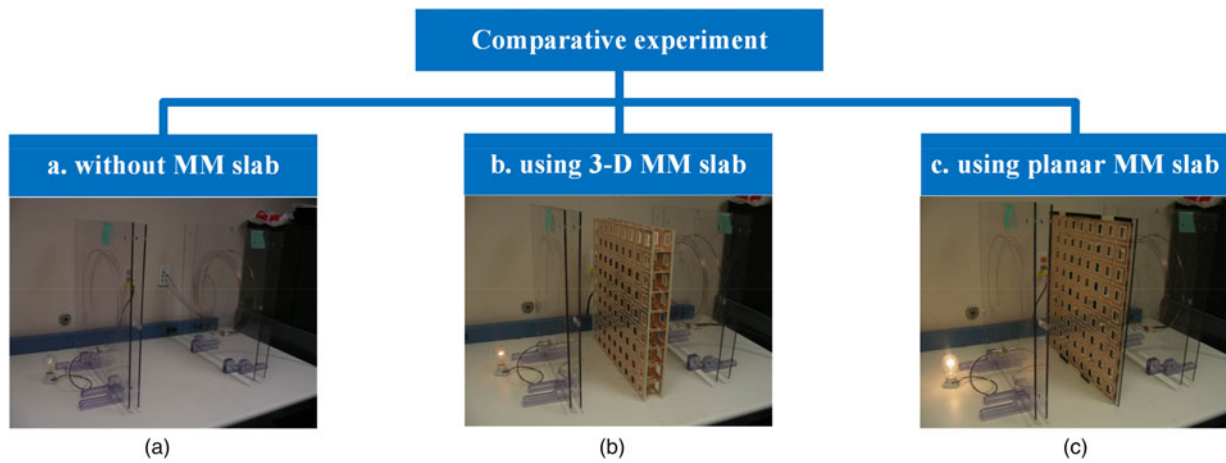 Comparative experiment
a. without MM slab
b. using 3-D MM slab
c. using planar MM slab
(a)
(b)
(c)